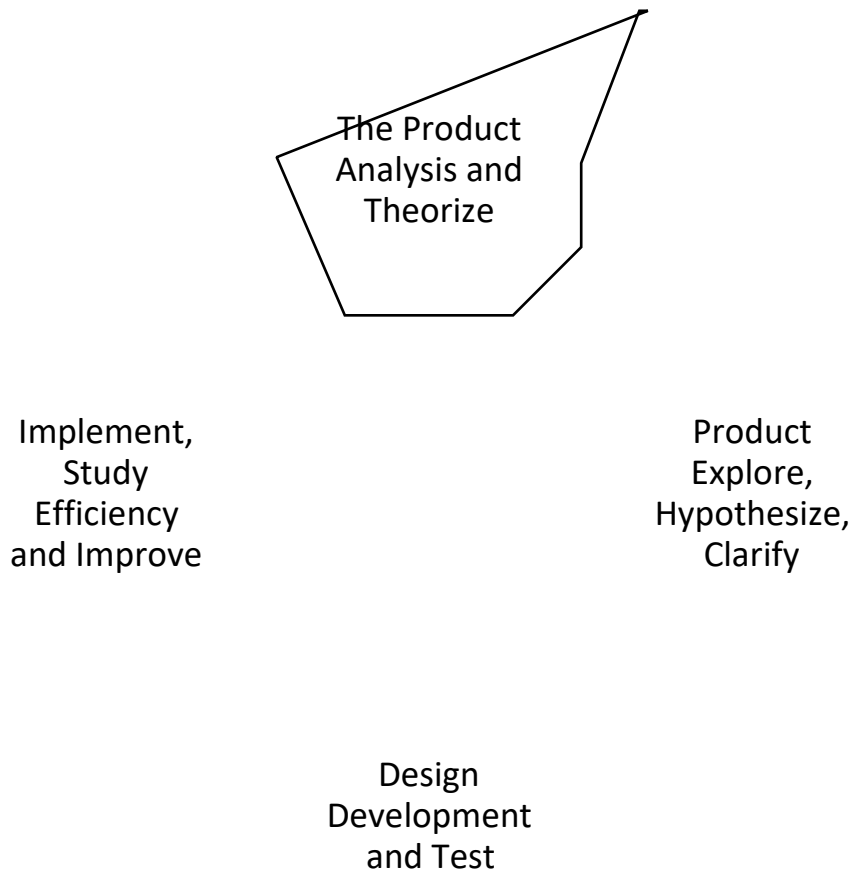 The Product
Analysis and
Theorize
Implement,
Study
Efficiency
and Improve
Product
Explore,
Hypothesize,
Clarify
Design
Development
and Test